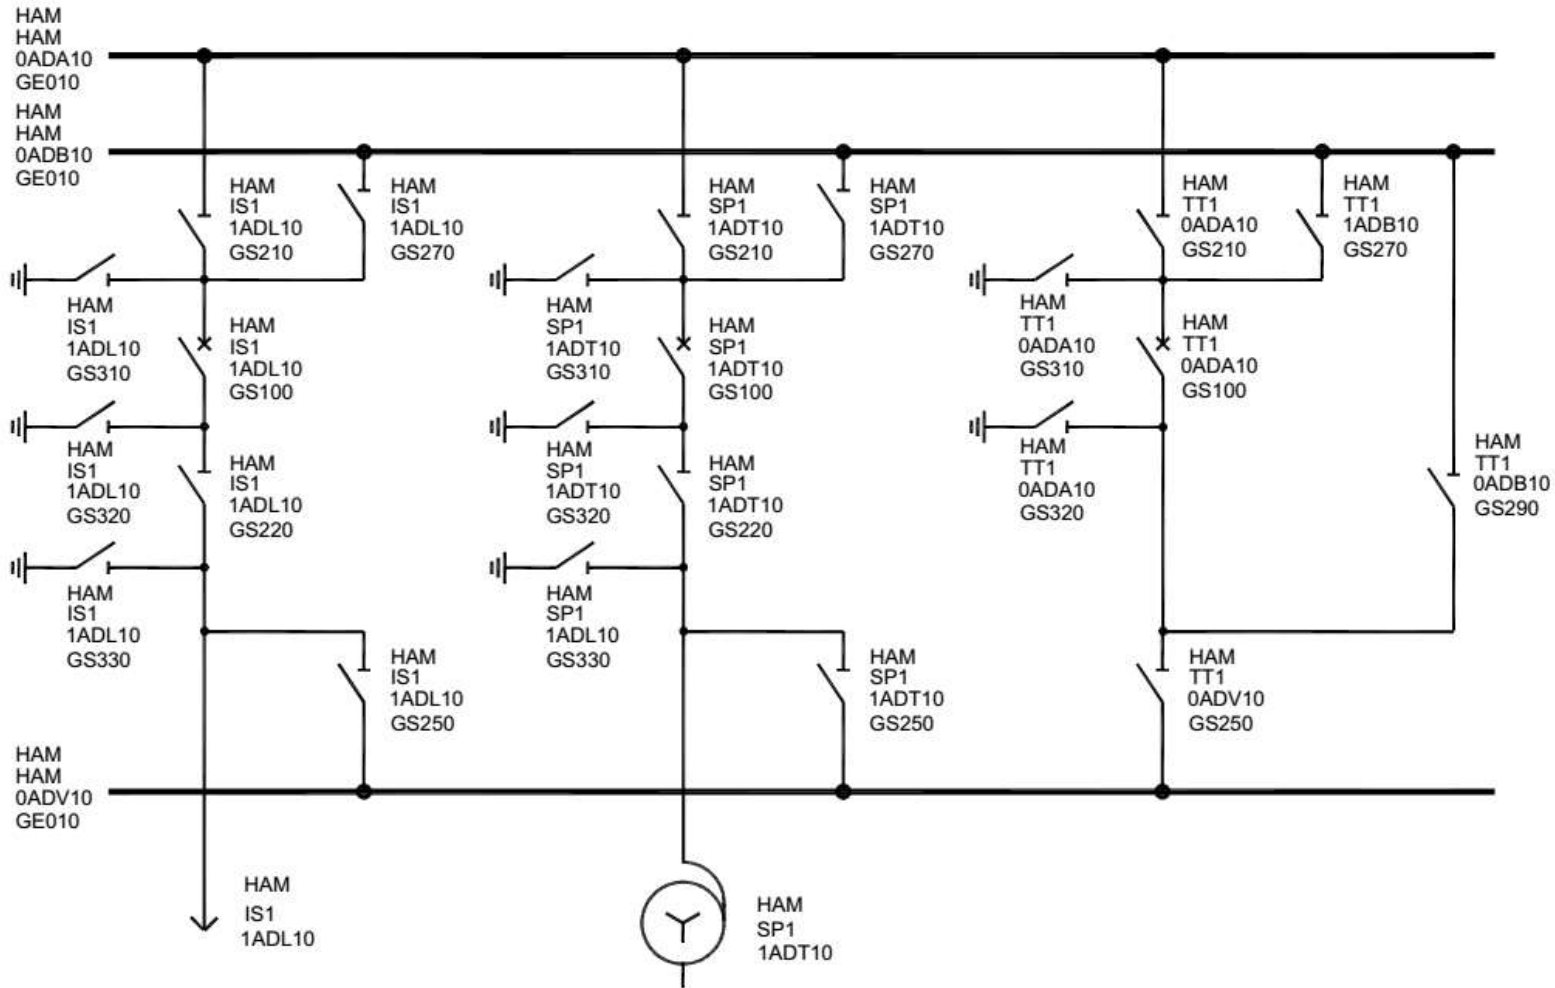 HAM
HAM
0ADA10
GE010
HAM
HAM
0ADB10
GE010
HAM
IS1
1ADL10
GS210
HAM
IS1
1ADL10
GS270
HAM
SP1
1ADT10
GS210
HAM
SP1
1ADT10
GS270
HAM
TT1
0ADA10
GS210
HAM
TT1
1ADB10
GS270
HAM
IS1
1ADL10
GS310
HAM
IS1
1ADL10
GS100
HAM
SP1
1ADT10
GS310
HAM
SP1
1ADT10
GS100
HAM
TT1
0ADA10
GS310
HAM
TT1
0ADA10
GS100
HAM
IS1
1ADL10
GS320
HAM
IS1
1ADL10
GS220
HAM
SP1
1ADT10
GS320
HAM
SP1
1ADT10
GS220
HAM
TT1
0ADA10
GS320
HAM
TT1
0ADB10
GS290
HAM
IS1
1ADL10
GS330
HAM
IS1
1ADL10
GS250
HAM
SP1
1ADL10
GS330
HAM
SP1
1ADT10
GS250
HAM
TT1
0ADV10
GS250
HAM
HAM
0ADV10
GE010
HAM
IS1
1ADL10
HAM
SP1
1ADT10